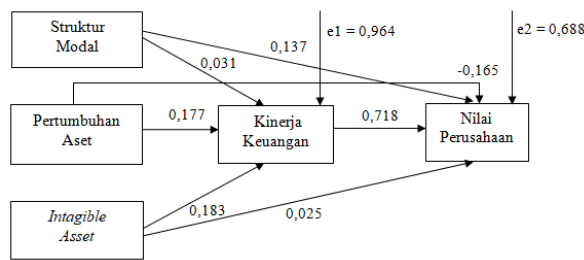 Struktur
Modal
0,137
e1 = 0,964
e2 = 0,688
0,031
-0,165
Pertumbuhan
Aset
0,177
Kinerja
Keuangan
0,718
Nilai
Perusahaan
Intagible
Asset
0,183
0,025